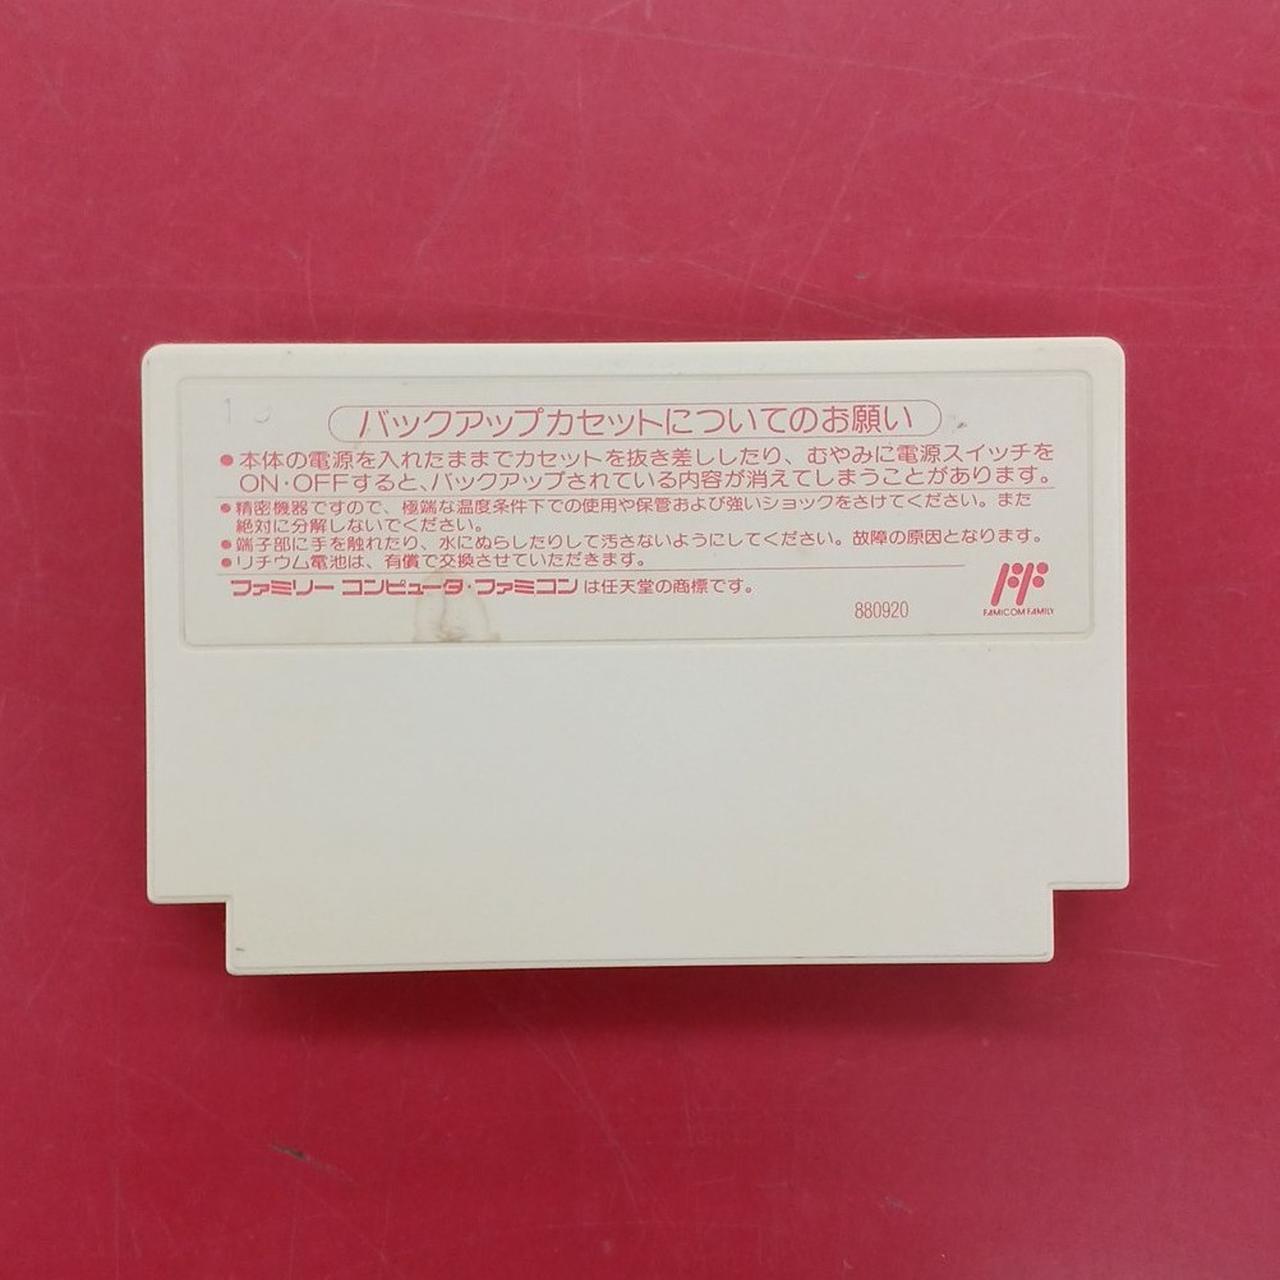 バックアップカセットについてのお願い
●本体の電源を入れたままでカセットを抜き差ししたり、むやみに電源スイッチを
ON・OFFすると、バックアップされている内容が消えてしまうことがあります。
●精密機器ですので、極端な温度条件下での使用や保管および強いショックをさけてください。また
絶対に分解しないでください。
●端子部に手を触れたり、水にぬらしたりして汚さないようにしてください。故障の原因となります。
●リチウム電池は、有償で交換させていただきます。
ファミリー コンピュータ・ファミコンは任天堂の商標です。
880920
FAMICOM FAMILY